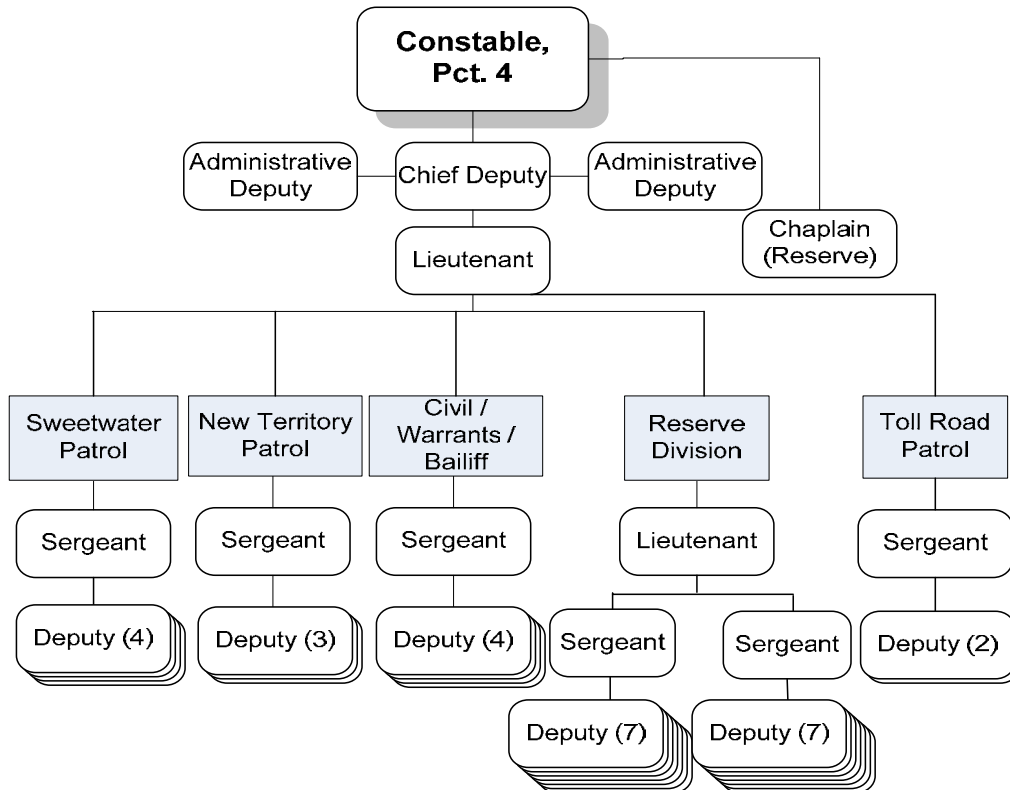 Constable,
Pct. 4
Administrative
Deputy
Chief Deputy
Administrative
Deputy
Chaplain
(Reserve)
Lieutenant
Sweetwater
Patrol
New Territory
Patrol
Civil /
Warrants /
Bailiff
Reserve
Division
Toll Road
Patrol
Sergeant
Sergeant
Sergeant
Lieutenant
Sergeant
Deputy (4)
Deputy (3)
Deputy (4)
Sergeant
Sergeant
Deputy (2)
Deputy (7)
Deputy (7)